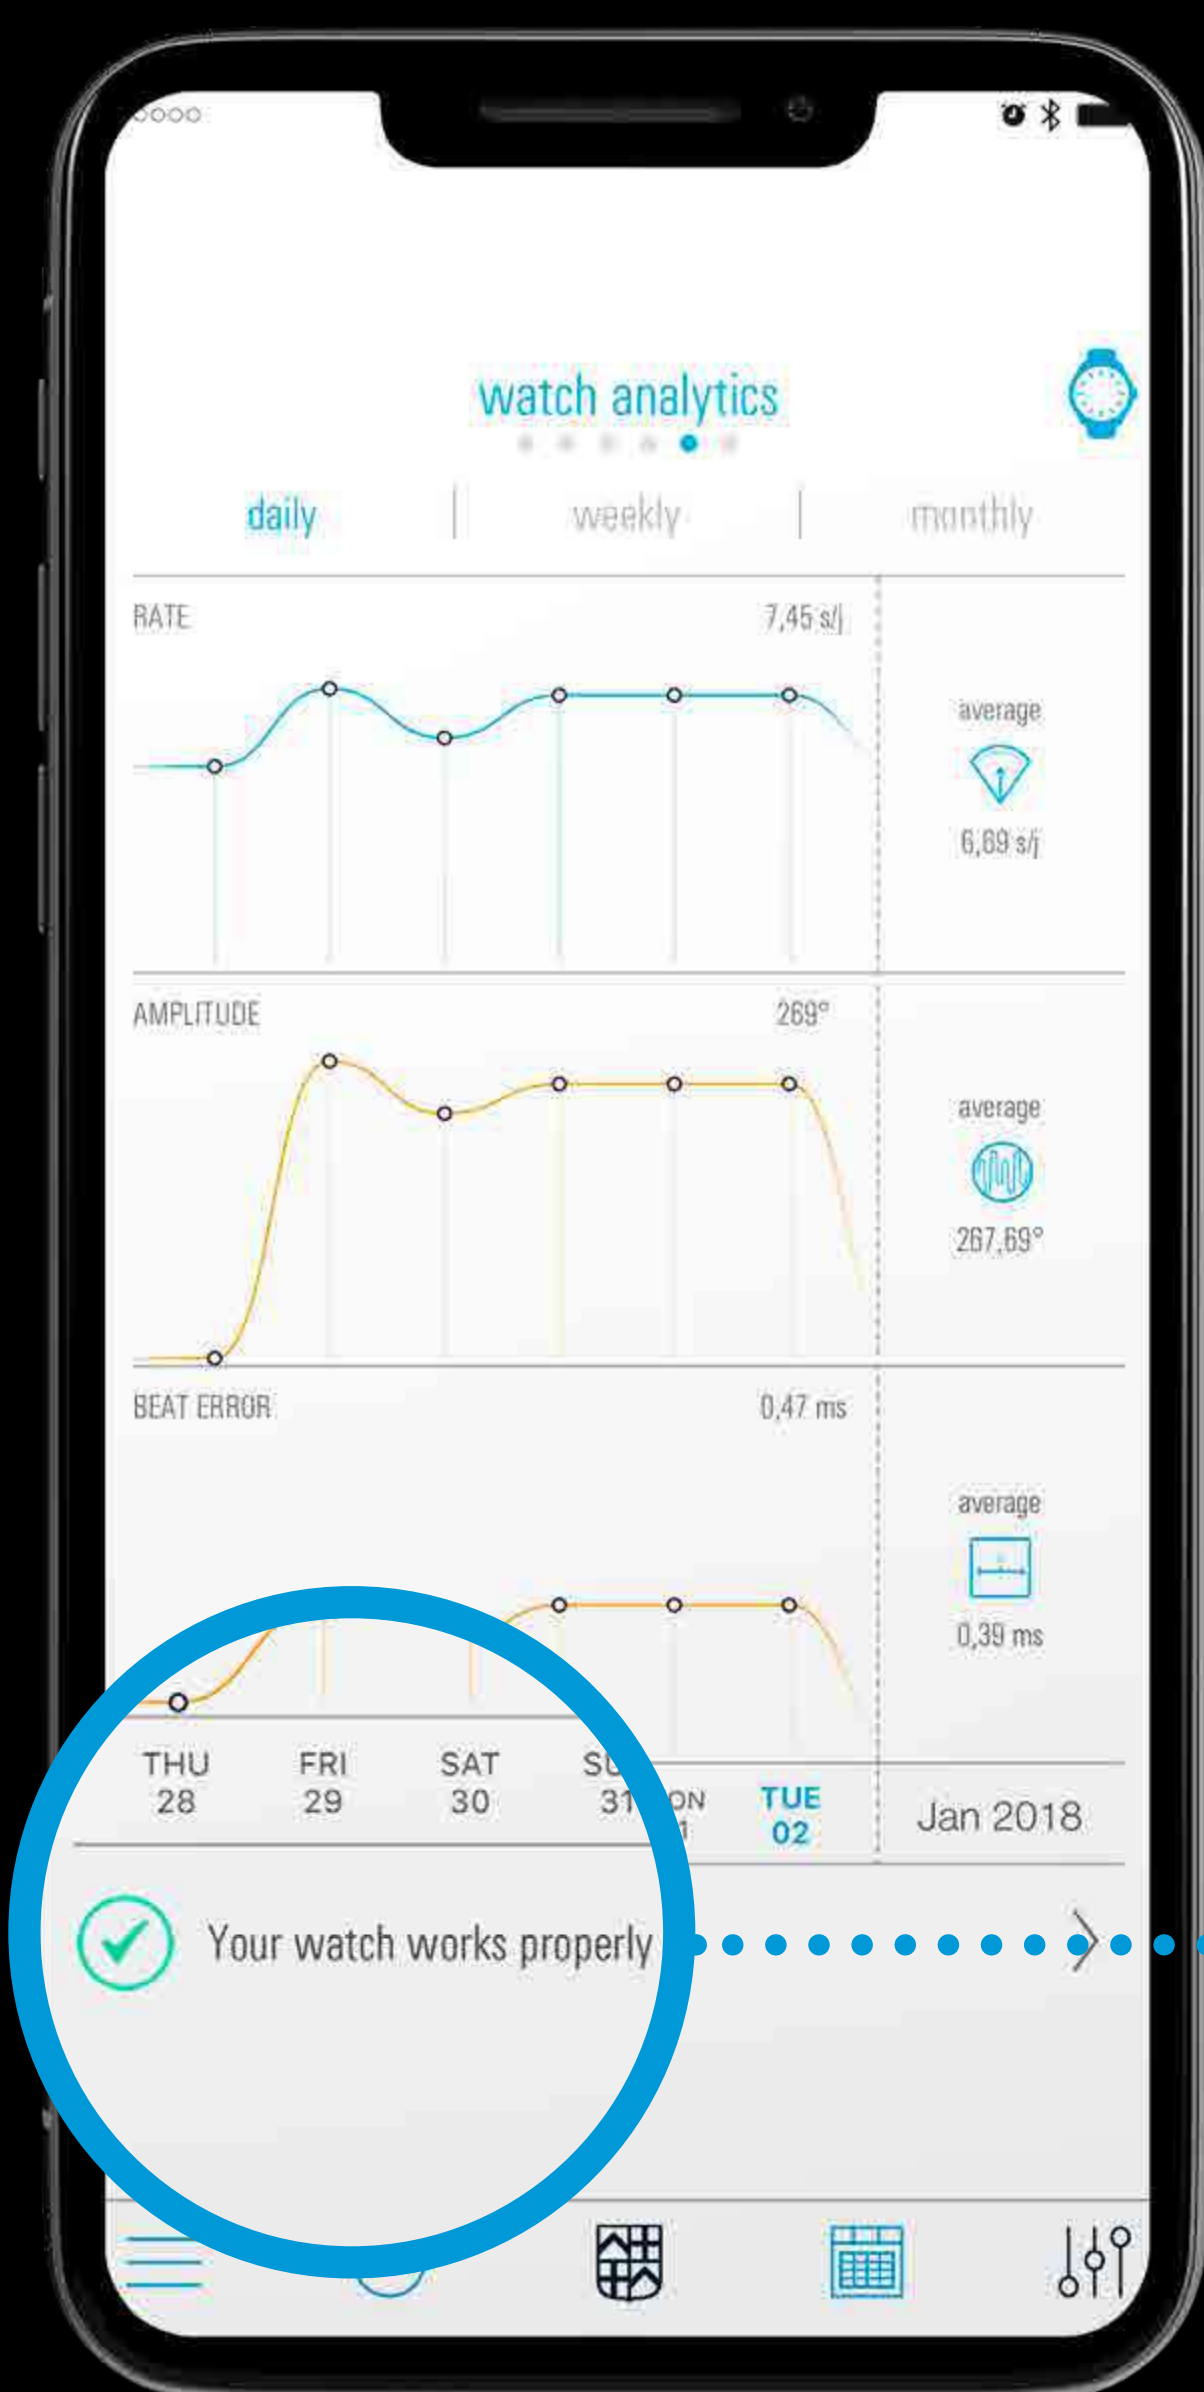 watch analytics
daily weekly monthly
RATE 7,45 s/j
average
6,69 s/j
AMPLITUDE 269°
average
267,69°
BEAT ERROR 0,47 ms
average
0,39 ms
THU FRI SAT TUE
28 29 30 31 02
Jan 2018
Your watch works properly